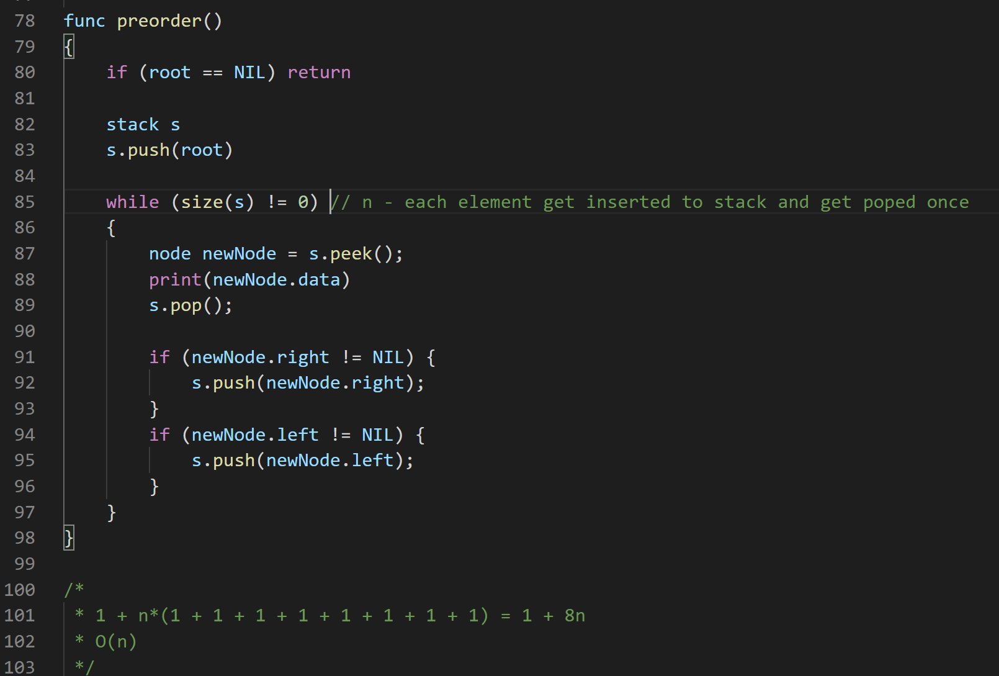 78 func preorder()
79 {
80 if (root == NIL) return
81
82 stack s
83 s.push(root)
84
85 while (size(s) != 0) // n - each element get inserted to stack and get poped once
86 {
87 node newNode = s.peek();
88 print(newNode.data)
89 s.pop();
90
91 if (newNode.right != NIL) {
92 s.push(newNode.right);
93 }
94 if (newNode.left != NIL) {
95 s.push(newNode.left);
96 }
97 }
98 }
99
100 /*
101 * 1 + n*(1 + 1 + 1 + 1 + 1 + 1 + 1 + 1) = 1 + 8n
102 * O(n)
103 */